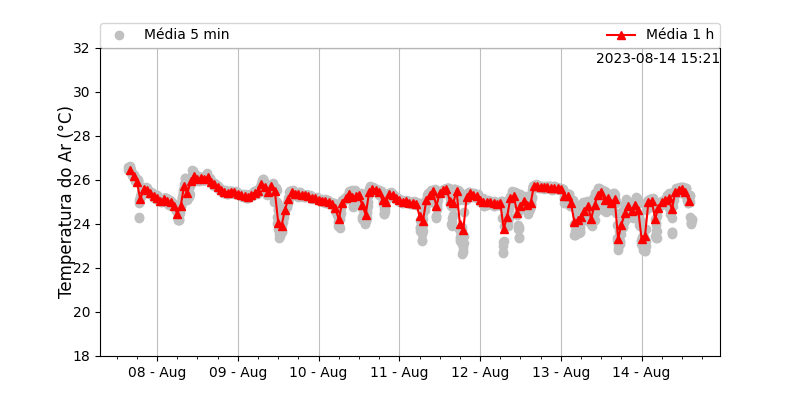 Média 5 min
Média 1 h
2023-08-14 15:21
Temperatura do Ar (°C)
32
30
28
26
24
22
20
18
08 - Aug
09 - Aug
10 - Aug
11 - Aug
12 - Aug
13 - Aug
14 - Aug